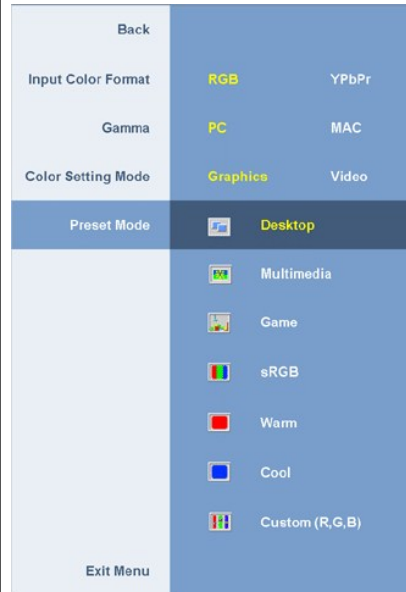 Back
Input Color Format RGB YPbPr
Gamma PC MAC
Color Setting Mode Graphics Video
Preset Mode Desktop
Multimedia
Game
sRGB
Warm
Cool
Custom (R,G,B)
Exit Menu